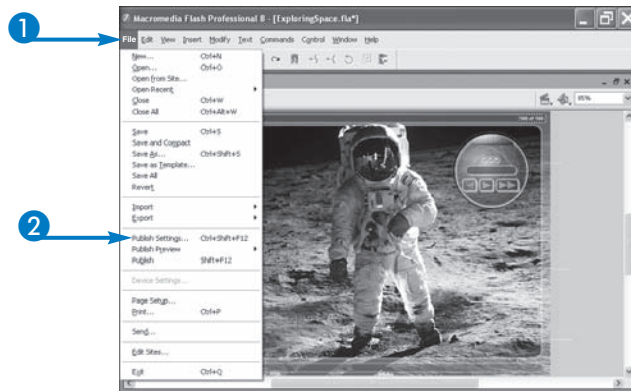 1
Macromedia Flash Professional 8 - [ExploringSpace.fla*]
File Edit View Insert Modify Text Commands Control Window Help
New... Ctrl+N
Open... Ctrl+O
Open from Site...
Open Recent
Close Ctrl+W
Close All Ctrl+Alt+W
85%
Save Ctrl+S
Save and Compact
Save As... Ctrl+Shift+S
Save as Template...
Save All
Revert
Import
Export
2
Publish Settings... Ctrl+Shift+F12
Publish Preview
Publish Shift+F12
Device Settings...
Page Setup...
Print... Ctrl+P
Send...
Edit Sites...
Exit Ctrl+Q